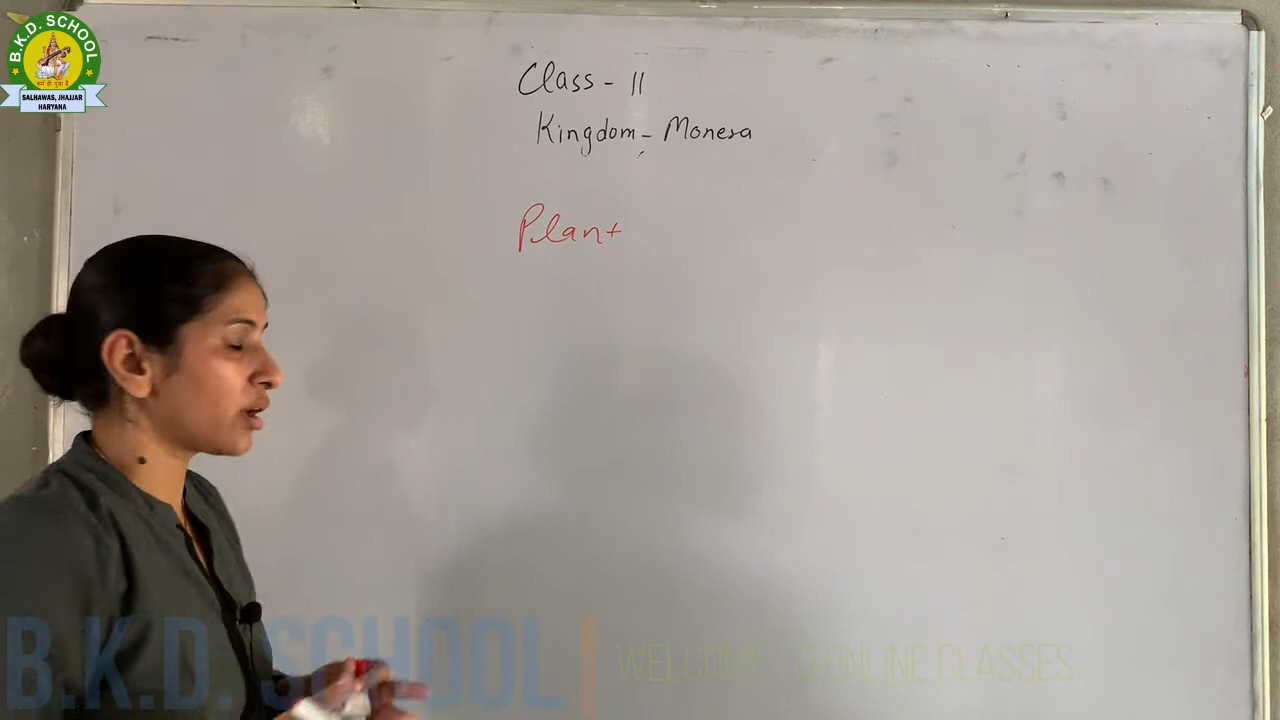 B.K.D. SCHOOL
SALHAWAS, JHAJJAR
HARYANA
Class - 11
Kingdom - Monera
Plant
B.K.D. SCHOOL
WELCOME TO ONLINE CLASSES